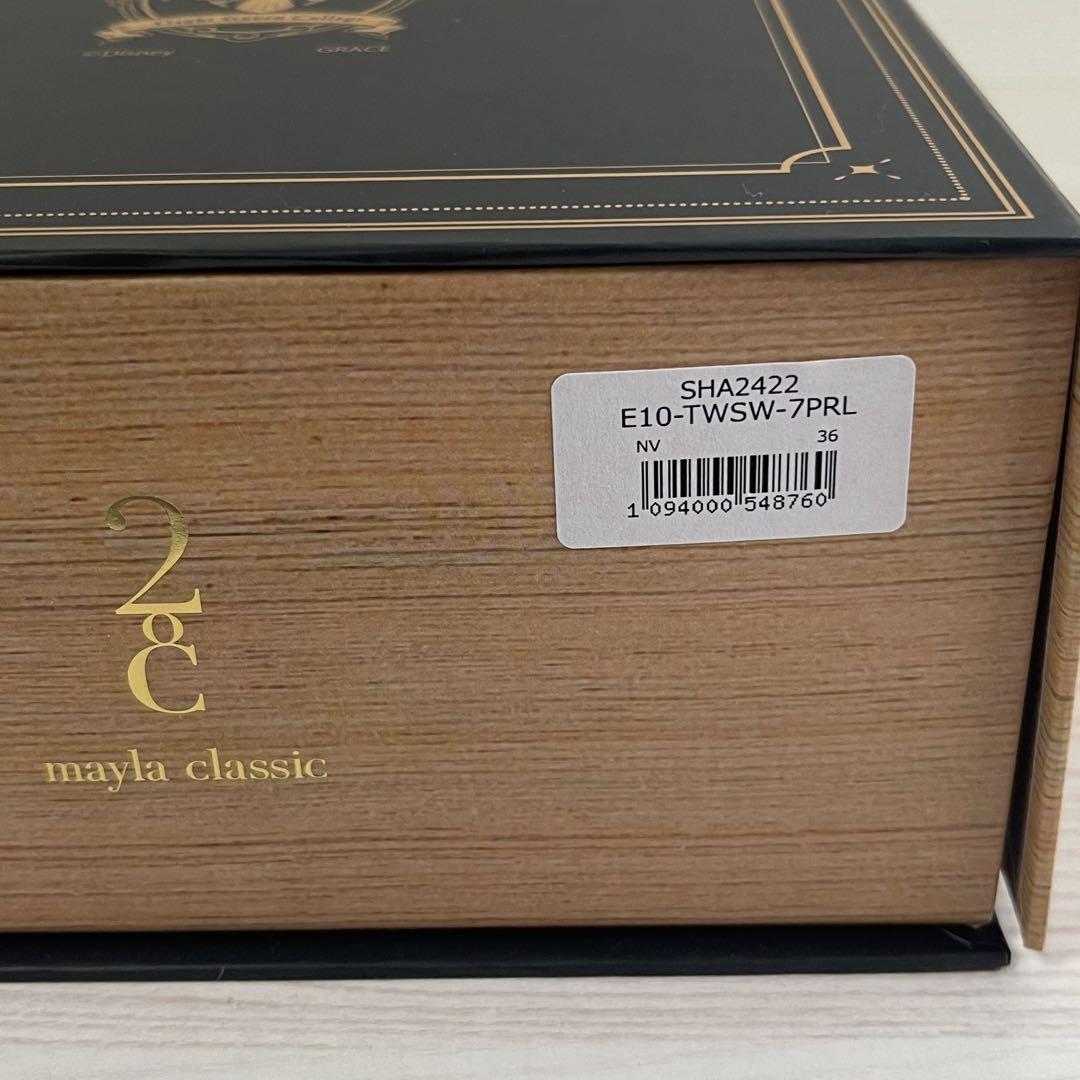 ©Disney
GRACE
SHA2422
E10-TWSW-7PRL
NV 36
1 094000 548760
2°C
mayla classic